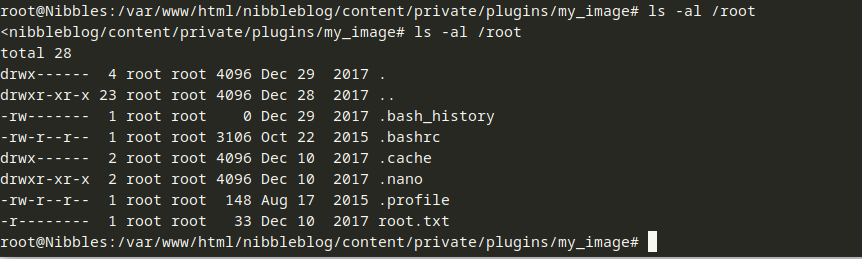 root@Nibbles:/var/www/html/nibbleblog/content/private/plugins/my_image# ls -al /root
<nibbleblog/content/private/plugins/my_image# ls -al /root
total 28
drwx------  4 root root 4096 Dec 29  2017 .
drwxr-xr-x 23 root root 4096 Dec 28  2017 ..
-rw-------  1 root root    0 Dec 29  2017 .bash_history
-rw-r--r--  1 root root 3106 Oct 22  2015 .bashrc
drwx------  2 root root 4096 Dec 10  2017 .cache
drwxr-xr-x  2 root root 4096 Dec 10  2017 .nano
-rw-r--r--  1 root root  148 Aug 17  2015 .profile
-r--------  1 root root   33 Dec 10  2017 root.txt
root@Nibbles:/var/www/html/nibbleblog/content/private/plugins/my_image#